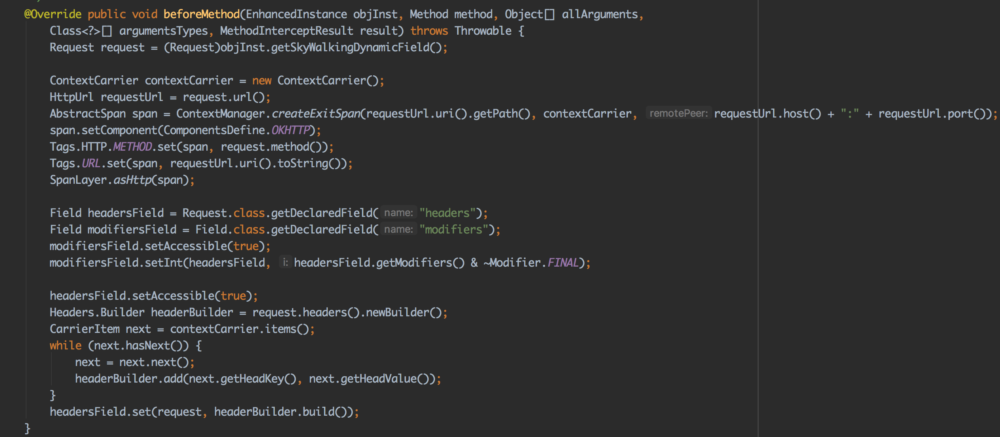 @Override public void beforeMethod(EnhancedInstance objInst, Method method, Object[] allArguments,
Class<?>[] argumentsTypes, MethodInterceptResult result) throws Throwable {
Request request = (Request)objInst.getSkyWalkingDynamicField();
ContextCarrier contextCarrier = new ContextCarrier();
HttpUrl requestUrl = request.url();
AbstractSpan span = ContextManager.createExitSpan(requestUrl.uri().getPath(), contextCarrier, remotePeer: requestUrl.host() + ":" + requestUrl.port());
span.setComponent(ComponentsDefine.OKHTTP);
Tags.HTTP.METHOD.set(span, request.method());
Tags.URL.set(span, requestUrl.uri().toString());
SpanLayer.asHttp(span);
Field headersField = Request.class.getDeclaredField( name: "headers");
Field modifiersField = Field.class.getDeclaredField( name: "modifiers");
modifiersField.setAccessible(true);
modifiersField.setInt(headersField, i: headersField.getModifiers() & ~Modifier.FINAL);
headersField.setAccessible(true);
Headers.Builder headerBuilder = request.headers().newBuilder();
CarrierItem next = contextCarrier.items();
while (next.hasNext()) {
next = next.next();
headerBuilder.add(next.getHeadKey(), next.getHeadValue());
}
headersField.set(request, headerBuilder.build());
}